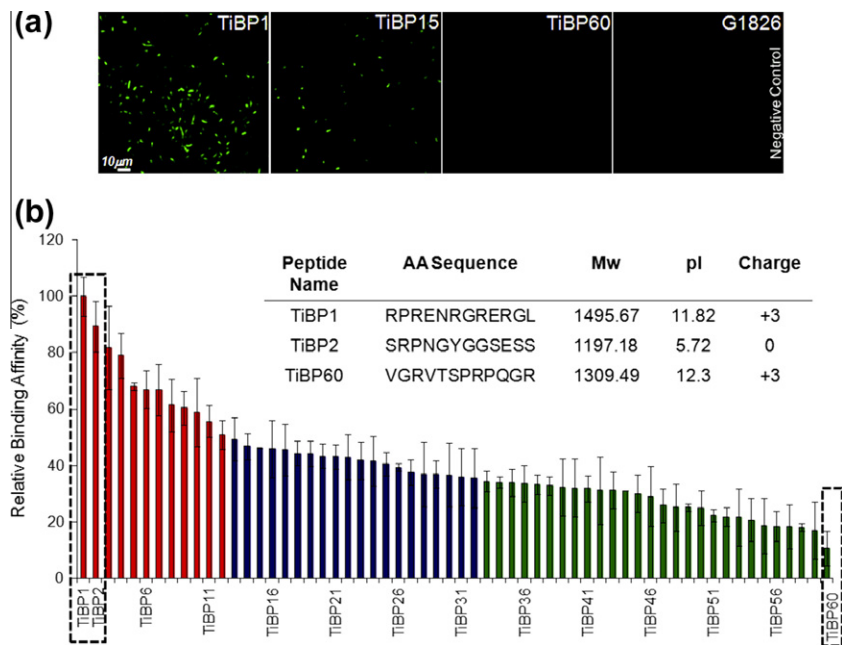 (a)
TiBP1
TiBP15
TiBP60
G1826
Negative Control
10µm
(b)
Relative Binding Affinity (%)
120
100
80
60
40
20
0
Peptide Name AA Sequence Mw pI Charge
TiBP1 RPRENRGRERGL 1495.67 11.82 +3
TiBP2 SRPNGYGGSESS 1197.18 5.72 0
TiBP60 VGRVTSPRPQGR 1309.49 12.3 +3
TiBP1
TiBP2
TiBP6
TiBP11
TiBP16
TiBP21
TiBP26
TiBP31
TiBP36
TiBP41
TiBP46
TiBP51
TiBP56
TiBP60